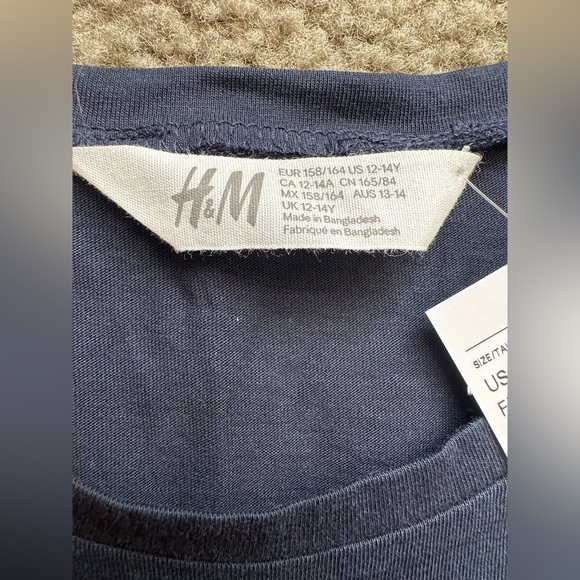 H&M
EUR 158/164 US 12-14Y
CA 12-14A CN 165/84
MX 158/164 AUS 13-14
UK 12-14Y
Made in Bangladesh
Fabriqué en Bangladesh
US